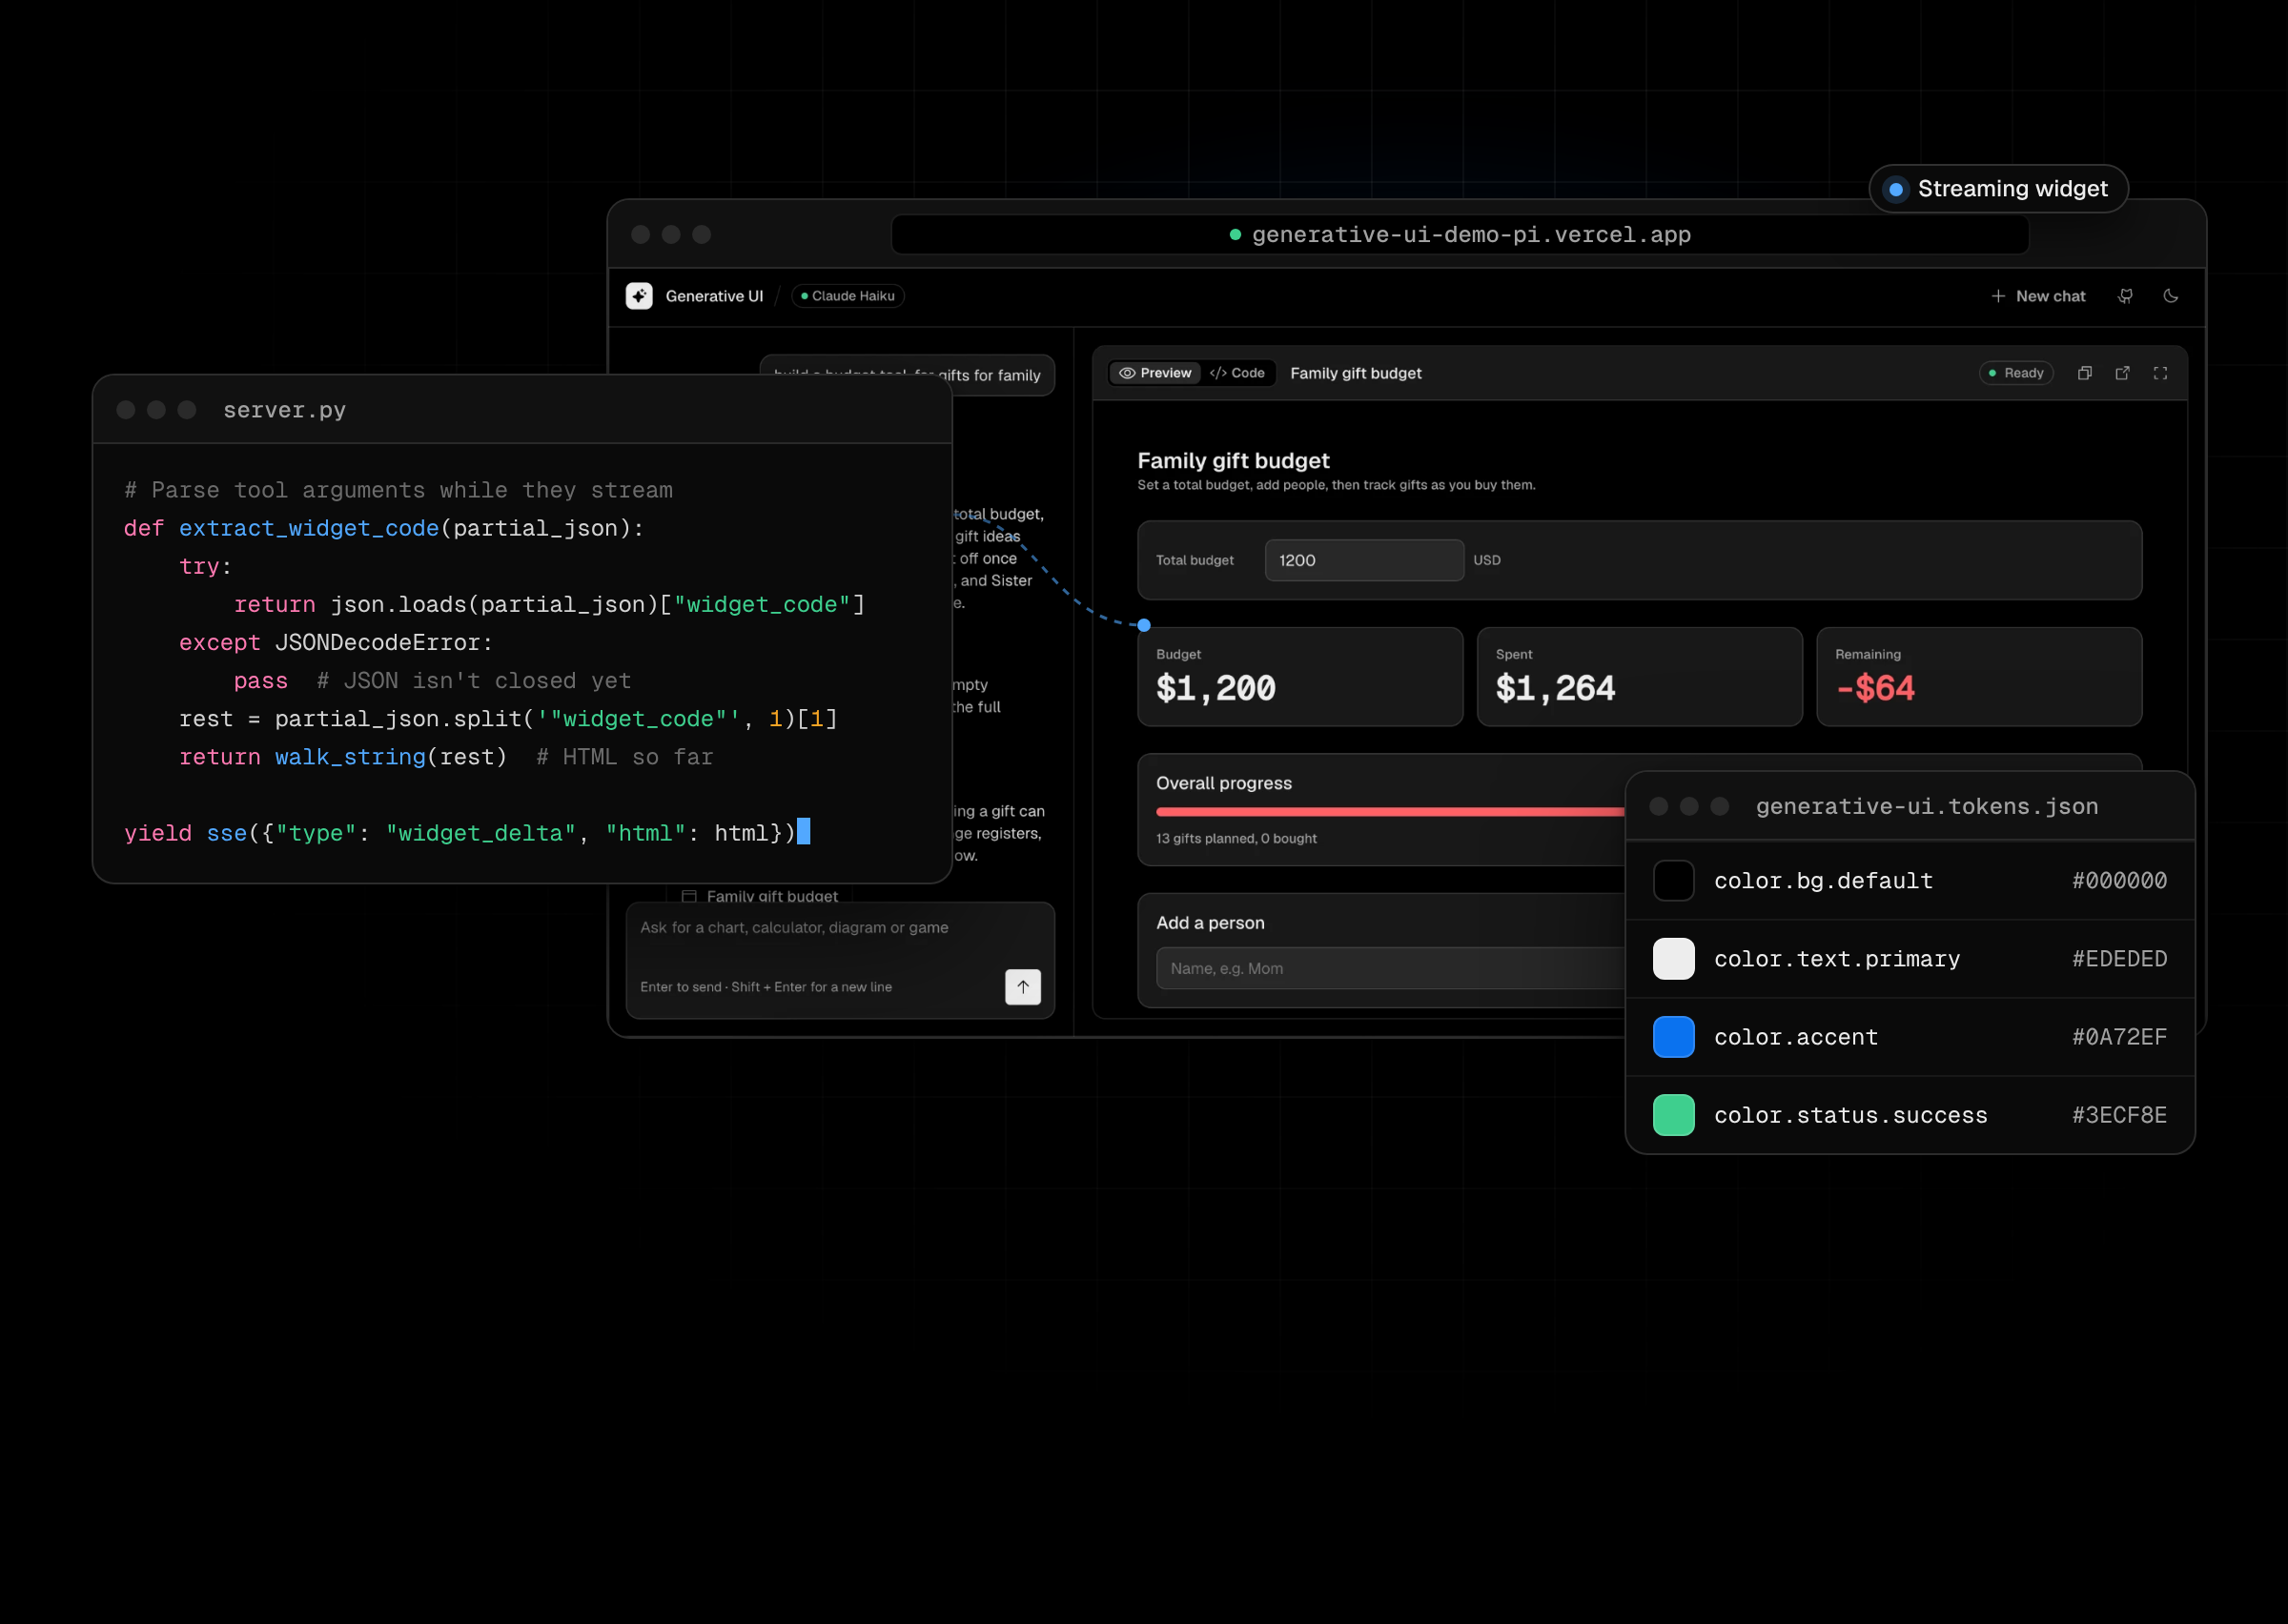 Streaming widget
generative-ui-demo-pi.vercel.app
Generative UI / Claude Haiku
New chat
gifts for family
Preview </> Code Family gift budget
Ready
server.py
# Parse tool arguments while they stream
def extract_widget_code(partial_json):
try:
return json.loads(partial_json)["widget_code"]
except JSONDecodeError:
pass # JSON isn't closed yet
rest = partial_json.split('"widget_code"', 1)[1]
return walk_string(rest) # HTML so far
yield sse({"type": "widget_delta", "html": html})
total budget,
gift ideas
off once
, and Sister
e.
mpty
the full
ing a gift can
ge registers,
ow.
Family gift budget
Ask for a chart, calculator, diagram or game
Enter to send · Shift + Enter for a new line
Family gift budget
Set a total budget, add people, then track gifts as you buy them.
Total budget 1200 USD
Budget
$1,200
Spent
$1,264
Remaining
-$64
Overall progress
13 gifts planned, 0 bought
Add a person
Name, e.g. Mom
generative-ui.tokens.json
color.bg.default #000000
color.text.primary #EDEDED
color.accent #0A72EF
color.status.success #3ECF8E